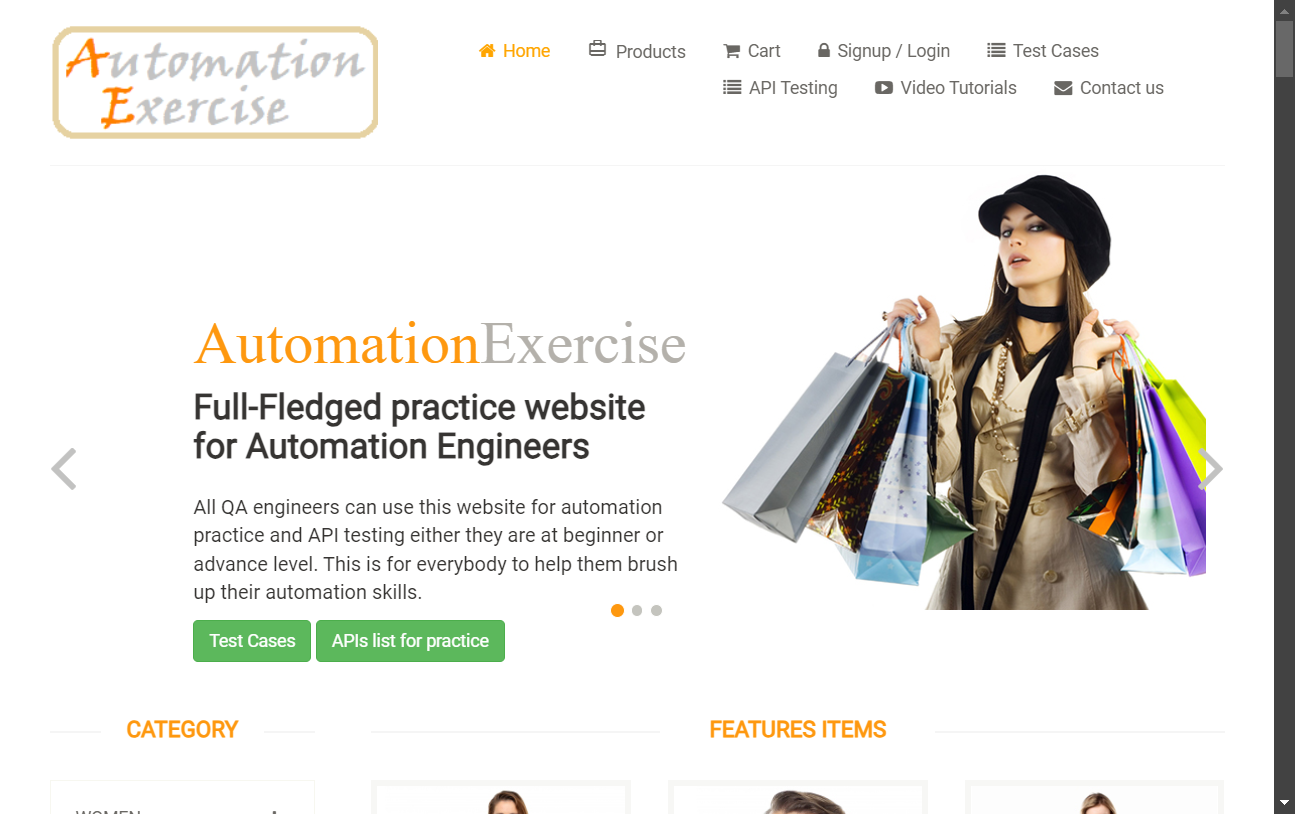 Automation
Exercise
Home
Products
Cart
Signup / Login
Test Cases
API Testing
Video Tutorials
Contact us
AutomationExercise
Full-Fledged practice website
for Automation Engineers
All QA engineers can use this website for automation
practice and API testing either they are at beginner or
advance level. This is for everybody to help them brush
up their automation skills.
Test Cases
APIs list for practice
CATEGORY
FEATURES ITEMS
WOMEN